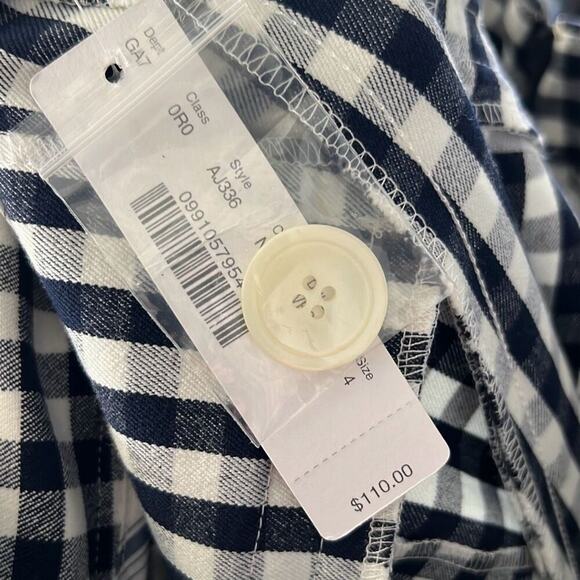 Dept
GA7
Class
0R0
Style
AJ336
0991057954
Size
4
$110.00